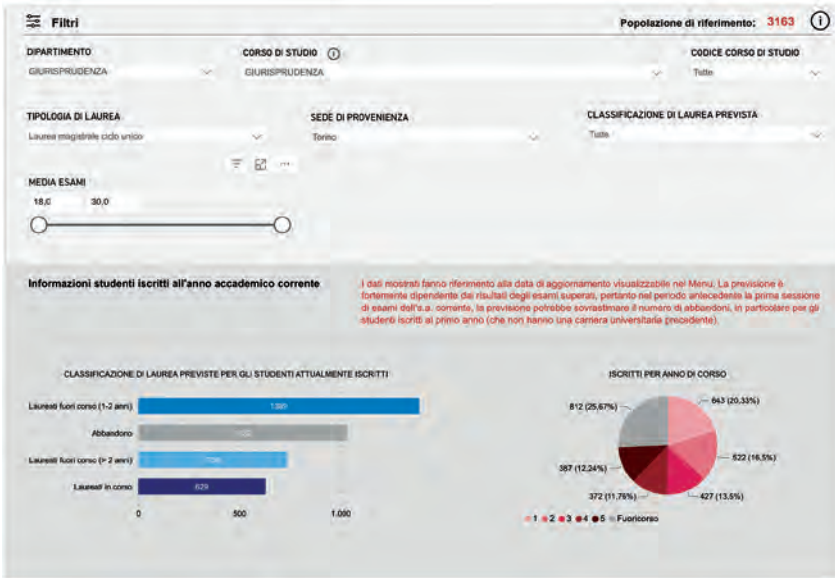 Filtri
Popolazione di riferimento: 3163
DIPARTIMENTO
CORSO DI STUDIO
CODICE CORSO DI STUDIO
GIURISPRUDENZA
GIURISPRUDENZA
Tutte
TIPOLOGIA DI LAUREA
SEDE DI PROVENIENZA
CLASSIFICAZIONE DI LAUREA PREVISTA
Laurea magistrale ciclo unico
Torino
Tutte
MEDIA ESAMI
18,0 30,0
Informazioni studenti iscritti all'anno accademico corrente
I dati mostrati fanno riferimento alla data di aggiornamento visualizzabile nel Menu. La previsione è
fortemente dipendente dai risultati degli esami superati, pertanto nel periodo antecedente la prima sessione
di esami dell'a.a. corrente, la previsione potrebbe sovrastimare il numero di abbandoni, in particolare per gli
studenti iscritti al primo anno (che non hanno una carriera universitaria precedente).
CLASSIFICAZIONE DI LAUREA PREVISTE PER GLI STUDENTI ATTUALMENTE ISCRITTI
Laureati fuori corso (1-2 anni)
Abbandono
Laureati fuori corso (> 2 anni)
Laureati in corso
629
0 500 1.000
ISCRITTI PER ANNO DI CORSO
812 (25,67%)
643 (20,33%)
522 (16,5%)
387 (12,24%)
372 (11,76%)
427 (13,5%)
1 2 3 4 5 Fuoricorso